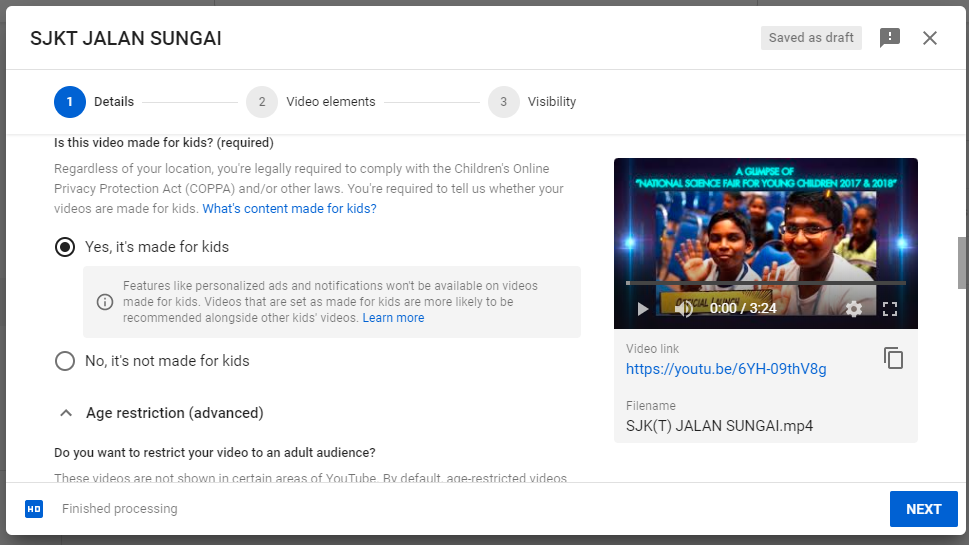 SJKT JALAN SUNGAI
Saved as draft
1 Details
2 Video elements
3 Visibility
Is this video made for kids? (required)
Regardless of your location, you're legally required to comply with the Children's Online
Privacy Protection Act (COPPA) and/or other laws. You're required to tell us whether your
videos are made for kids. What's content made for kids?
Yes, it's made for kids
Features like personalized ads and notifications won't be available on videos
made for kids. Videos that are set as made for kids are more likely to be
recommended alongside other kids' videos. Learn more
No, it's not made for kids
Age restriction (advanced)
Do you want to restrict your video to an adult audience?
These videos are not shown in certain areas of YouTube. By default, age-restricted videos
A GLIMPSE OF
"NATIONAL SCIENCE FAIR FOR YOUNG CHILDREN 2017 & 2018"
OFFICIAL LAUNCH
0:00 / 3:24
Video link
https://youtu.be/6YH-09thV8g
Filename
SJK(T) JALAN SUNGAI.mp4
HD
Finished processing
NEXT